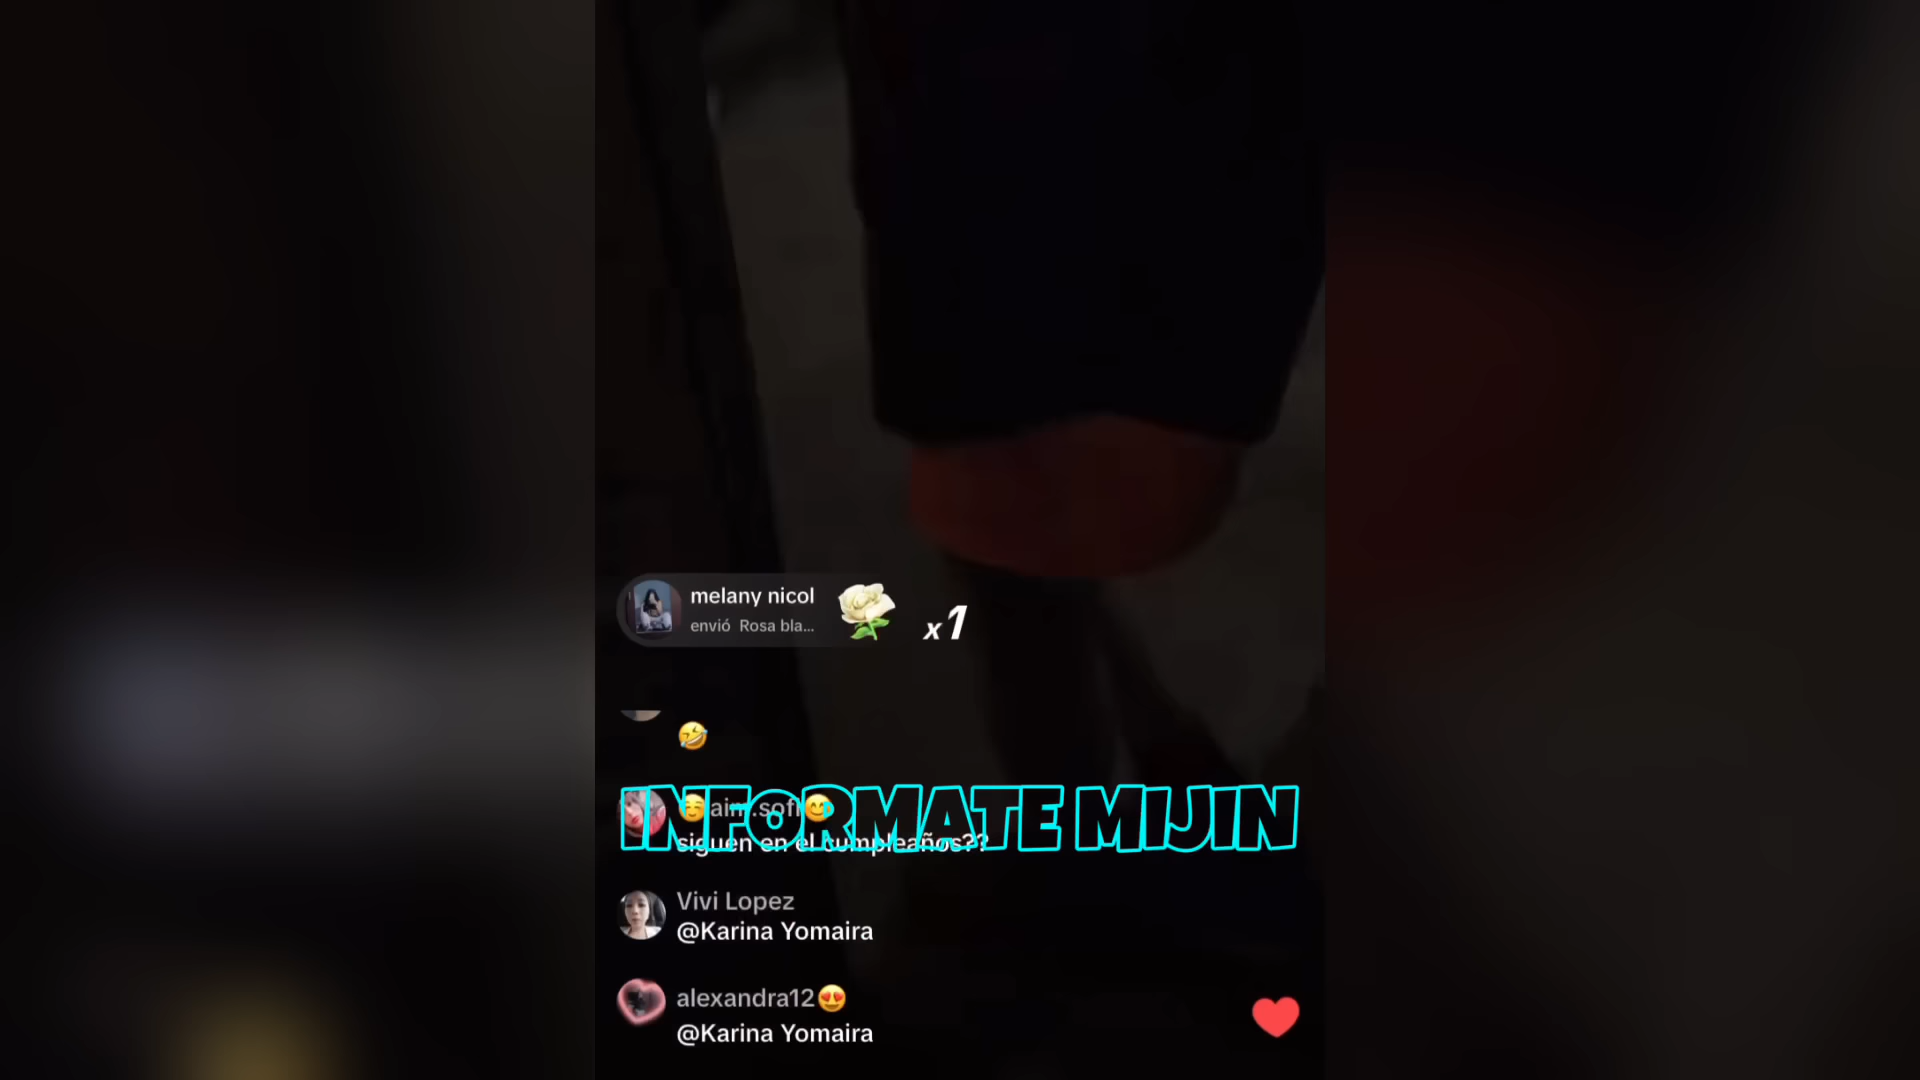 melany nicol
envió Rosa bla...
x1
🤣
INFORMATE MIJIN
siguen en el cumpleaños??
Vivi Lopez
@Karina Yomaira
alexandra12😍
@Karina Yomaira